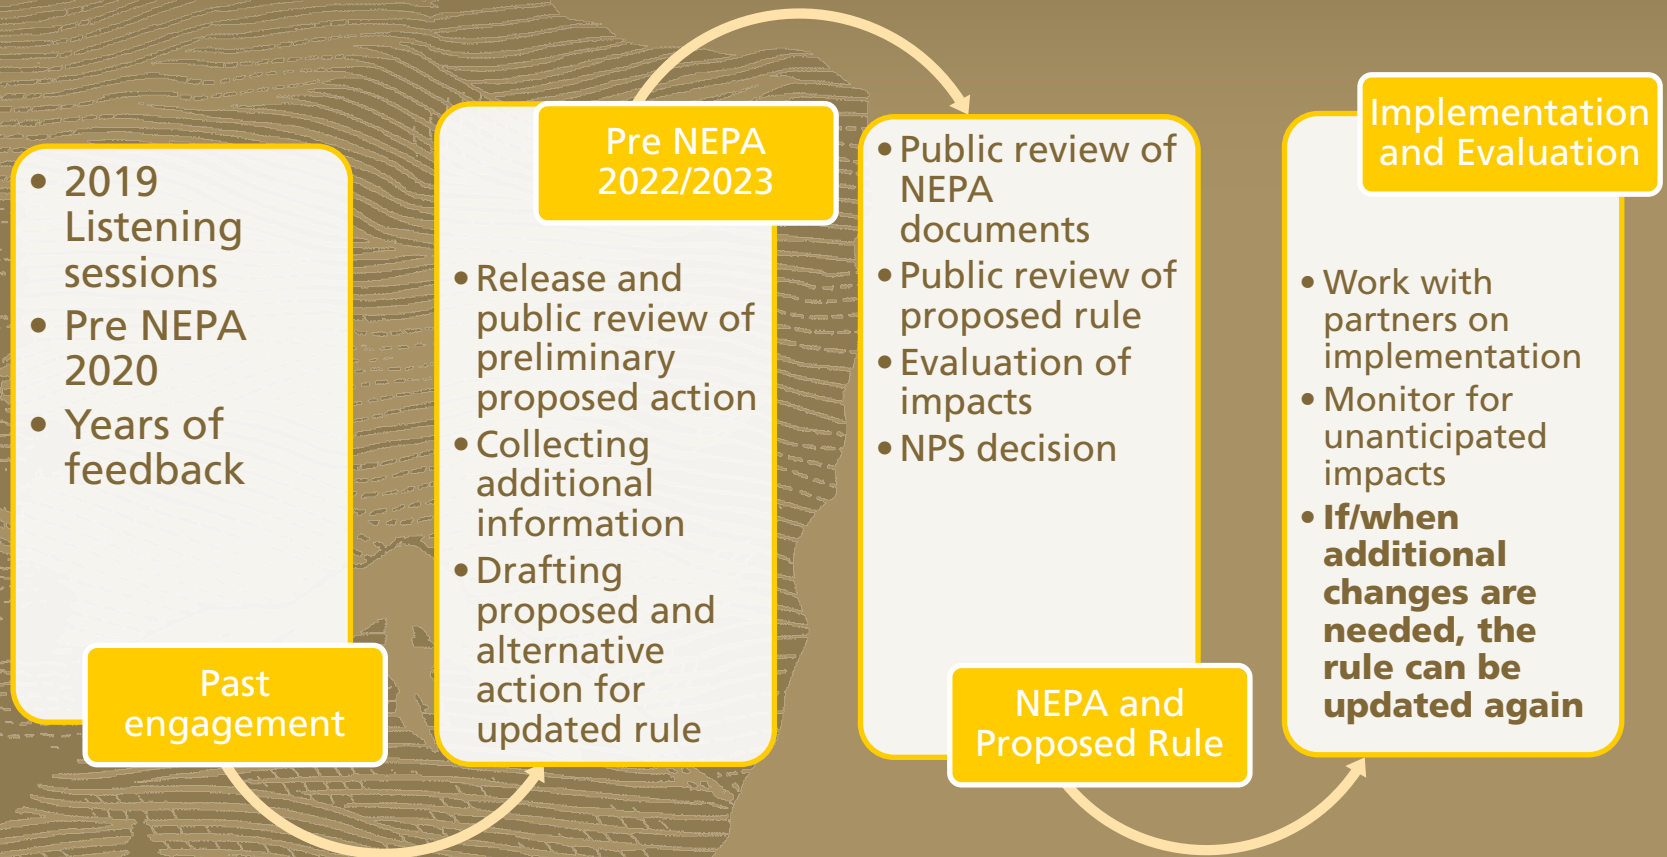 • 2019
Listening
sessions
• Pre NEPA
2020
• Years of
feedback
Past
engagement
Pre NEPA
2022/2023
• Release and
public review of
preliminary
proposed action
• Collecting
additional
information
• Drafting
proposed and
alternative
action for
updated rule
• Public review of
NEPA
documents
• Public review of
proposed rule
• Evaluation of
impacts
• NPS decision
NEPA and
Proposed Rule
Implementation
and Evaluation
• Work with
partners on
implementation
• Monitor for
unanticipated
impacts
• If/when
additional
changes are
needed, the
rule can be
updated again